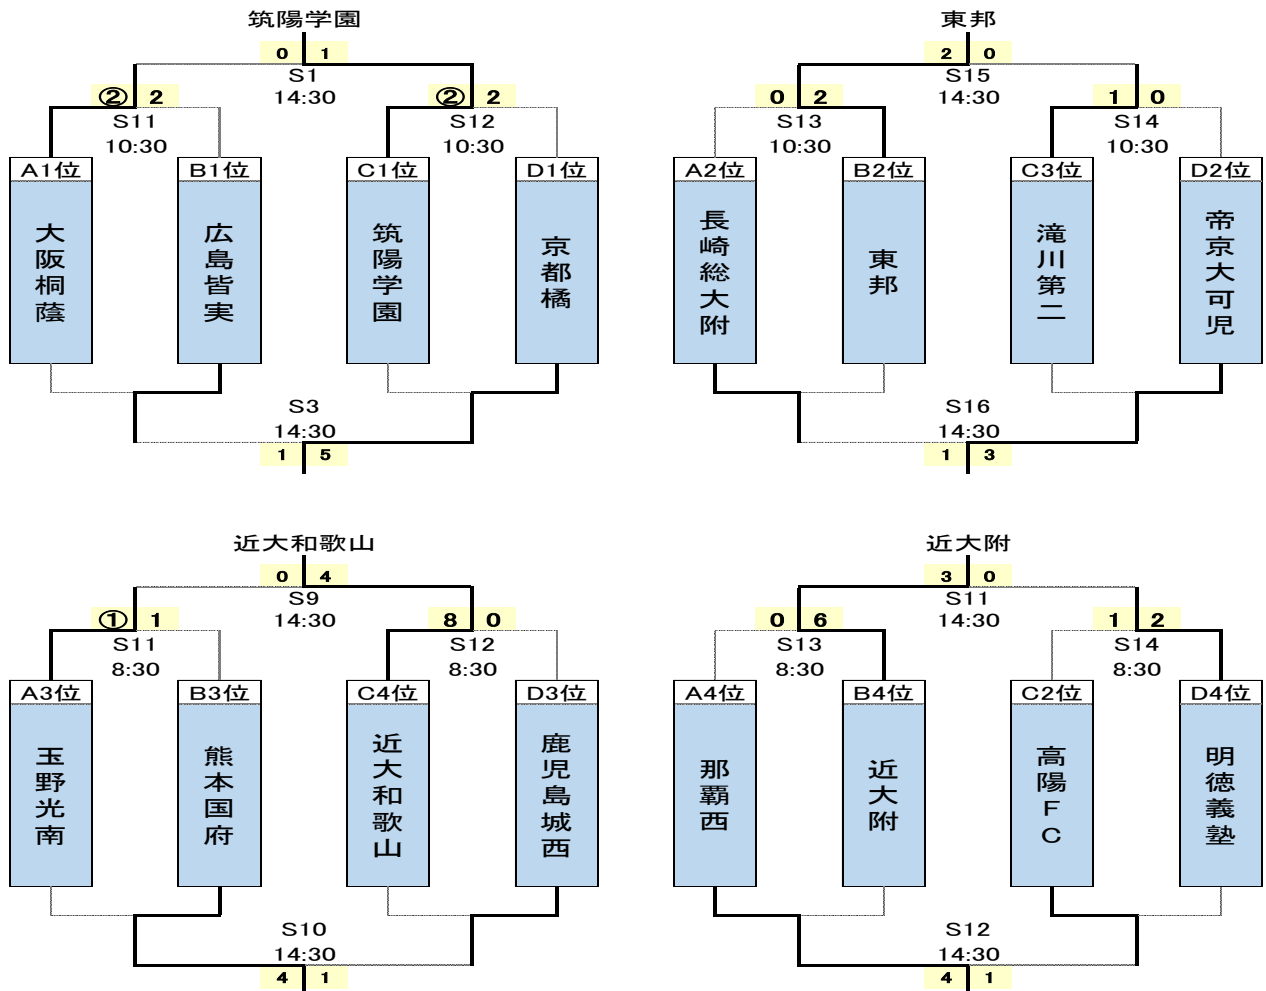 筑陽学園
0 1
S1
14:30
② 2
S11
10:30
② 2
S12
10:30
A1位
B1位
C1位
D1位
大阪桐蔭
広島皆実
筑陽学園
京都橘
S3
14:30
1 5
東邦
2 0
S15
14:30
0 2
S13
10:30
1 0
S14
10:30
A2位
B2位
C3位
D2位
長崎総大附
東邦
滝川第二
帝京大可児
S16
14:30
1 3
近大和歌山
0 4
S9
14:30
① 1
S11
8:30
8 0
S12
8:30
A3位
B3位
C4位
D3位
玉野光南
熊本国府
近大和歌山
鹿児島城西
S10
14:30
4 1
近大附
3 0
S11
14:30
0 6
S13
8:30
1 2
S14
8:30
A4位
B4位
C2位
D4位
那覇西
近大附
高陽FC
明徳義塾
S12
14:30
4 1